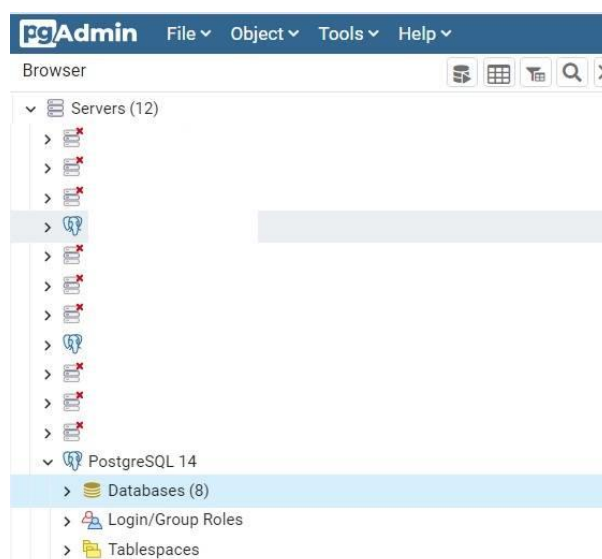 pgAdmin File Object Tools Help
Browser
Servers (12)
PostgreSQL 14
Databases (8)
Login/Group Roles
Tablespaces